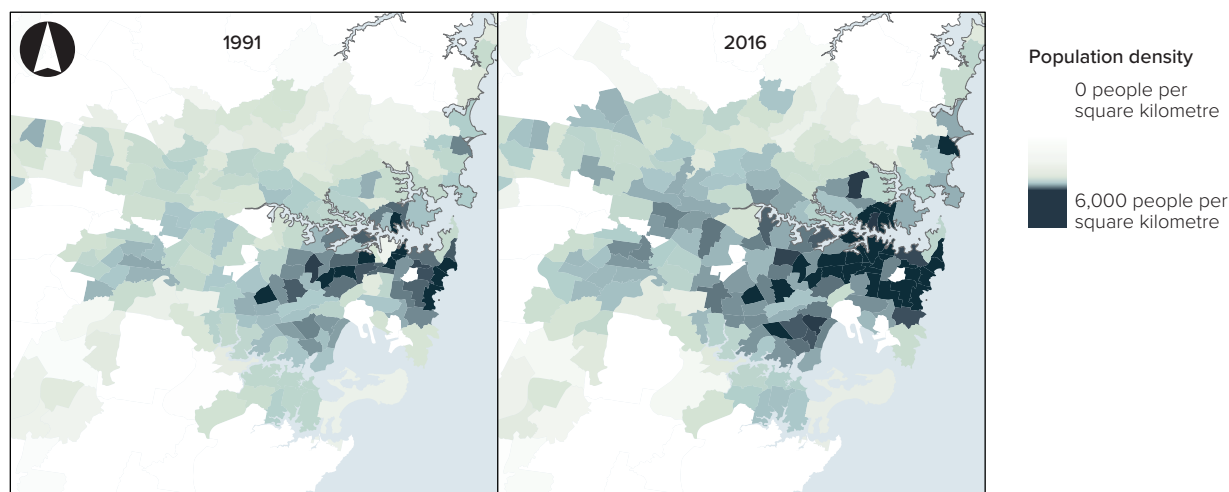 1991
2016
Population density
0 people per
square kilometre
6,000 people per
square kilometre